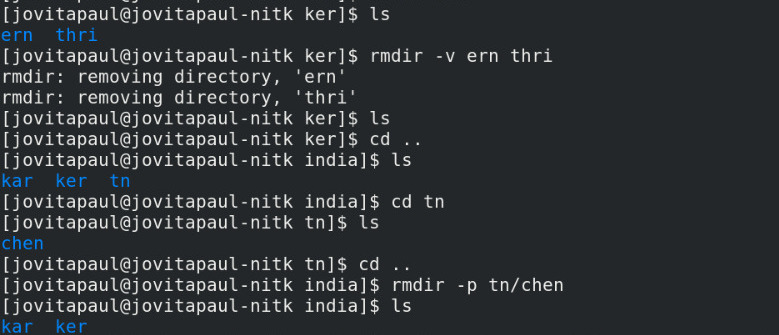 [jovitapaul@jovitapaul-nitk ker]$ ls
ern  thri
[jovitapaul@jovitapaul-nitk ker]$ rmdir -v ern thri
rmdir: removing directory, 'ern'
rmdir: removing directory, 'thri'
[jovitapaul@jovitapaul-nitk ker]$ ls
[jovitapaul@jovitapaul-nitk ker]$ cd ..
[jovitapaul@jovitapaul-nitk india]$ ls
kar  ker  tn
[jovitapaul@jovitapaul-nitk india]$ cd tn
[jovitapaul@jovitapaul-nitk tn]$ ls
chen
[jovitapaul@jovitapaul-nitk tn]$ cd ..
[jovitapaul@jovitapaul-nitk india]$ rmdir -p tn/chen
[jovitapaul@jovitapaul-nitk india]$ ls
kar  ker